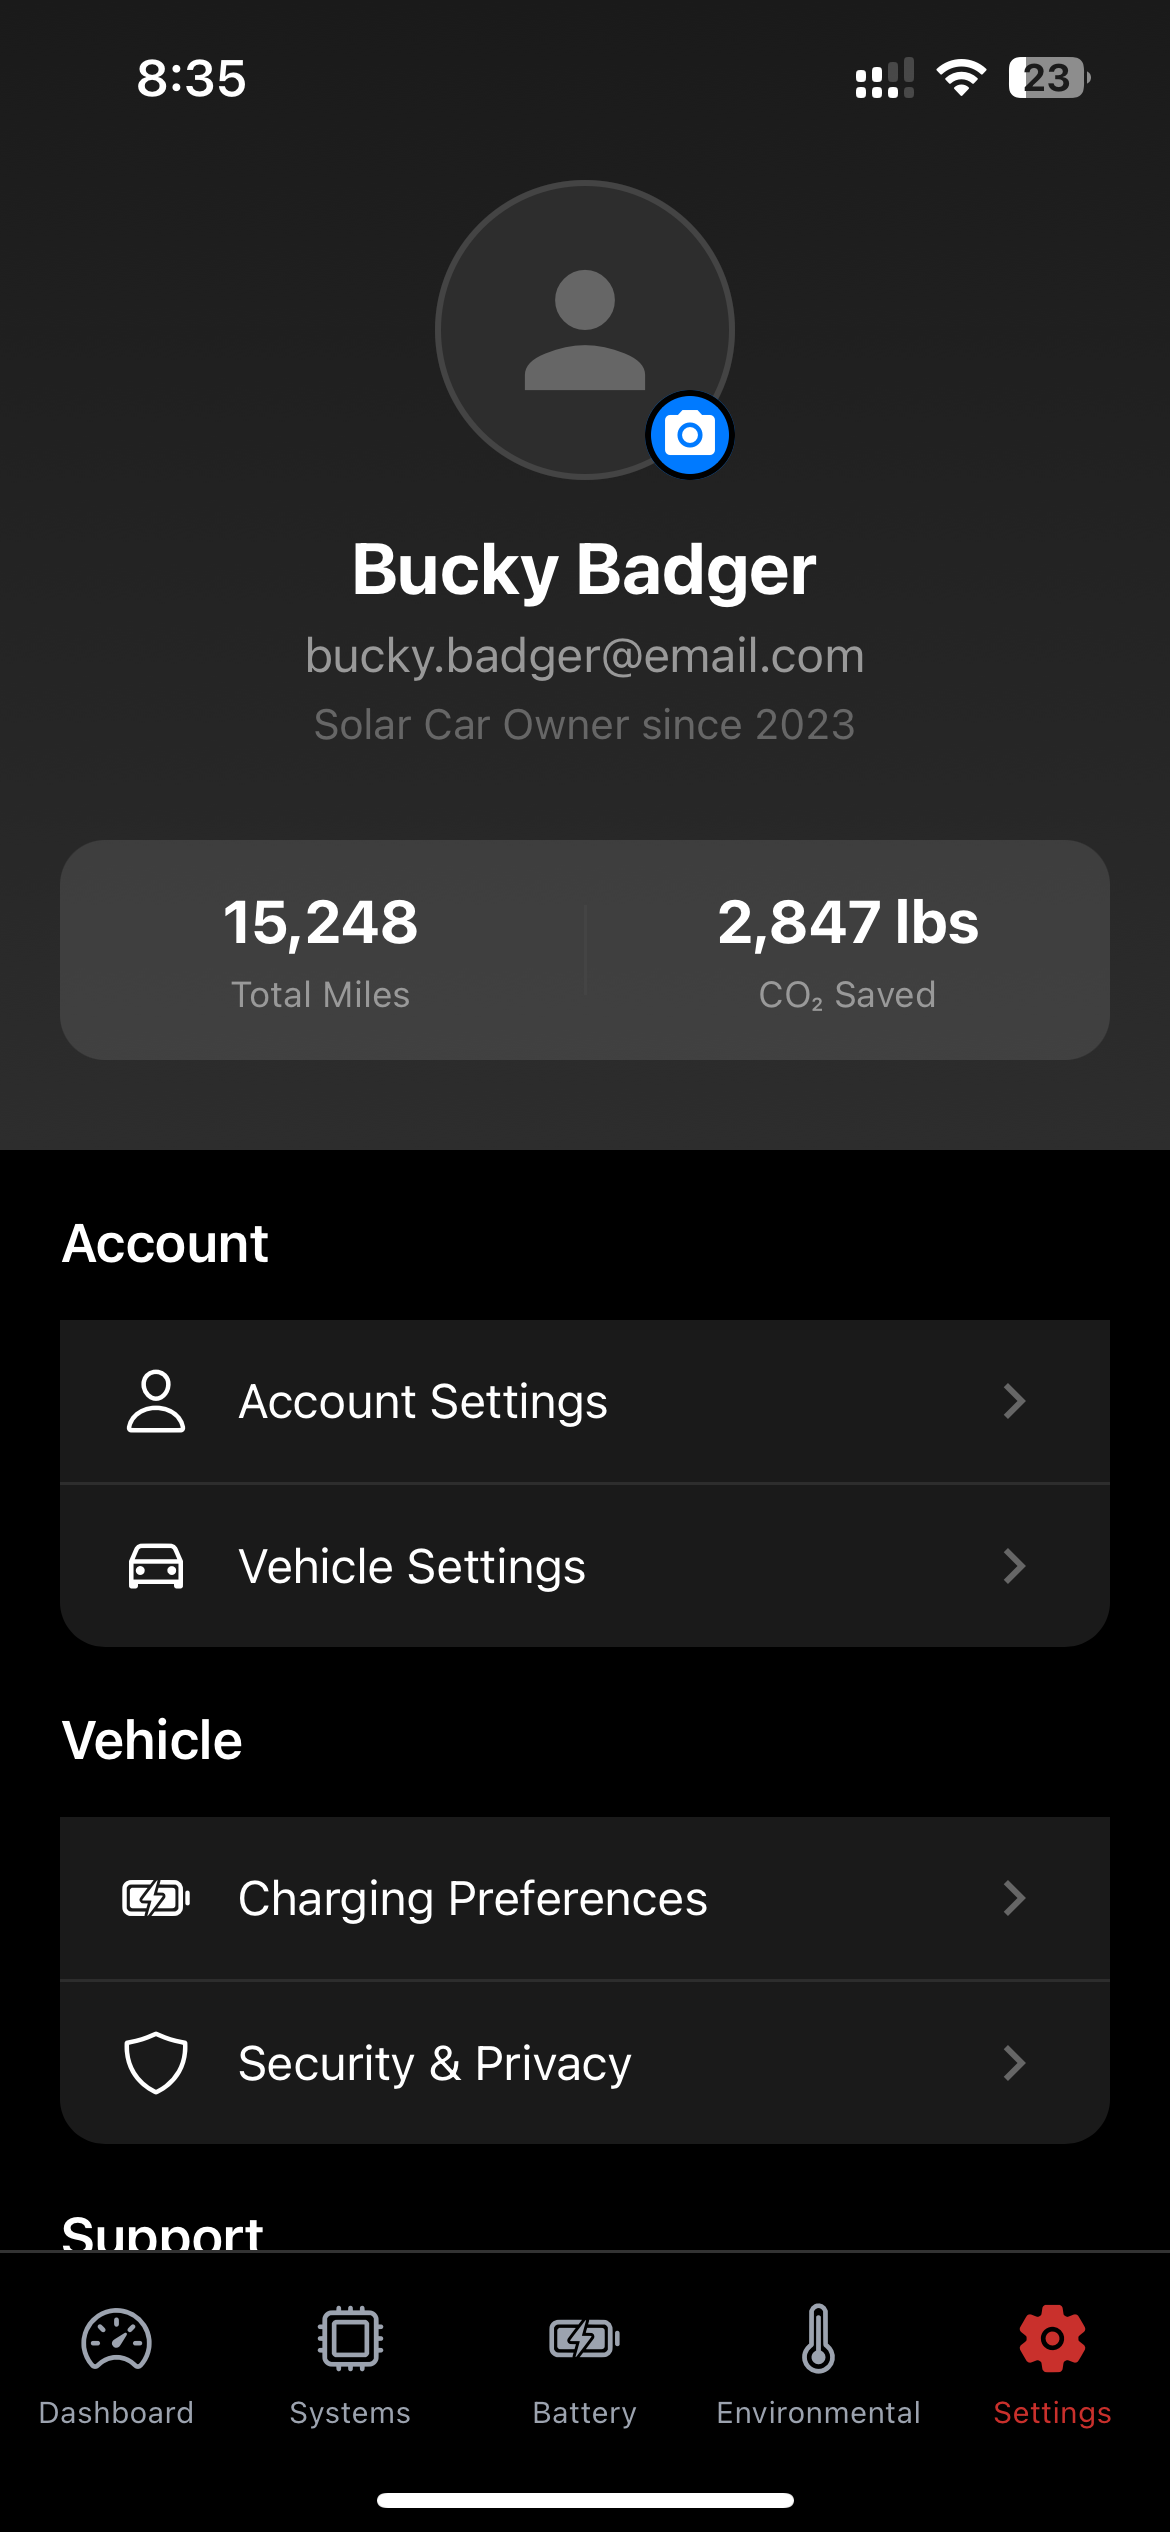 8:35
23
Bucky Badger
bucky.badger@email.com
Solar Car Owner since 2023
15,248
2,847 lbs
Total Miles
CO₂ Saved
Account
Account Settings
Vehicle Settings
Vehicle
Charging Preferences
Security & Privacy
Support
Dashboard
Systems
Battery
Environmental
Settings